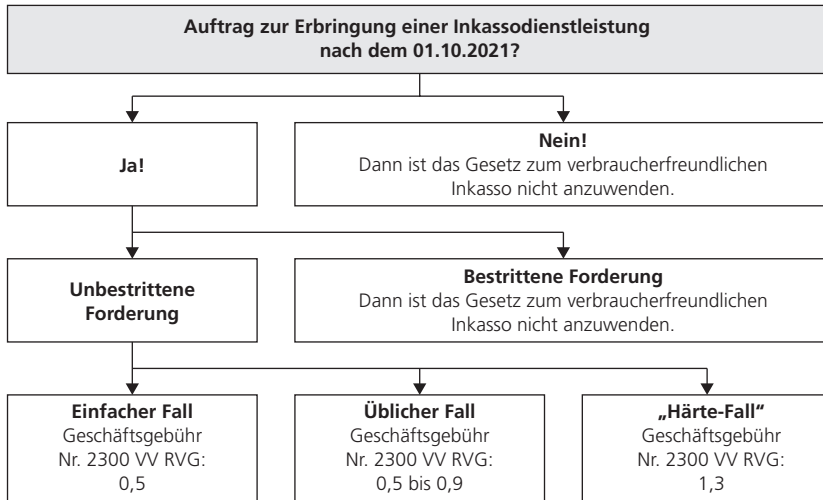 Auftrag zur Erbringung einer Inkassodienstleistung
nach dem 01.10.2021?
Ja!
Nein!
Dann ist das Gesetz zum verbraucherfreundlichen
Inkasso nicht anzuwenden.
Unbestrittene
Forderung
Bestrittene Forderung
Dann ist das Gesetz zum verbraucherfreundlichen
Inkasso nicht anzuwenden.
Einfacher Fall
Geschäftsgebühr
Nr. 2300 VV RVG:
0,5
Üblicher Fall
Geschäftsgebühr
Nr. 2300 VV RVG:
0,5 bis 0,9
„Härte-Fall“
Geschäftsgebühr
Nr. 2300 VV RVG:
1,3